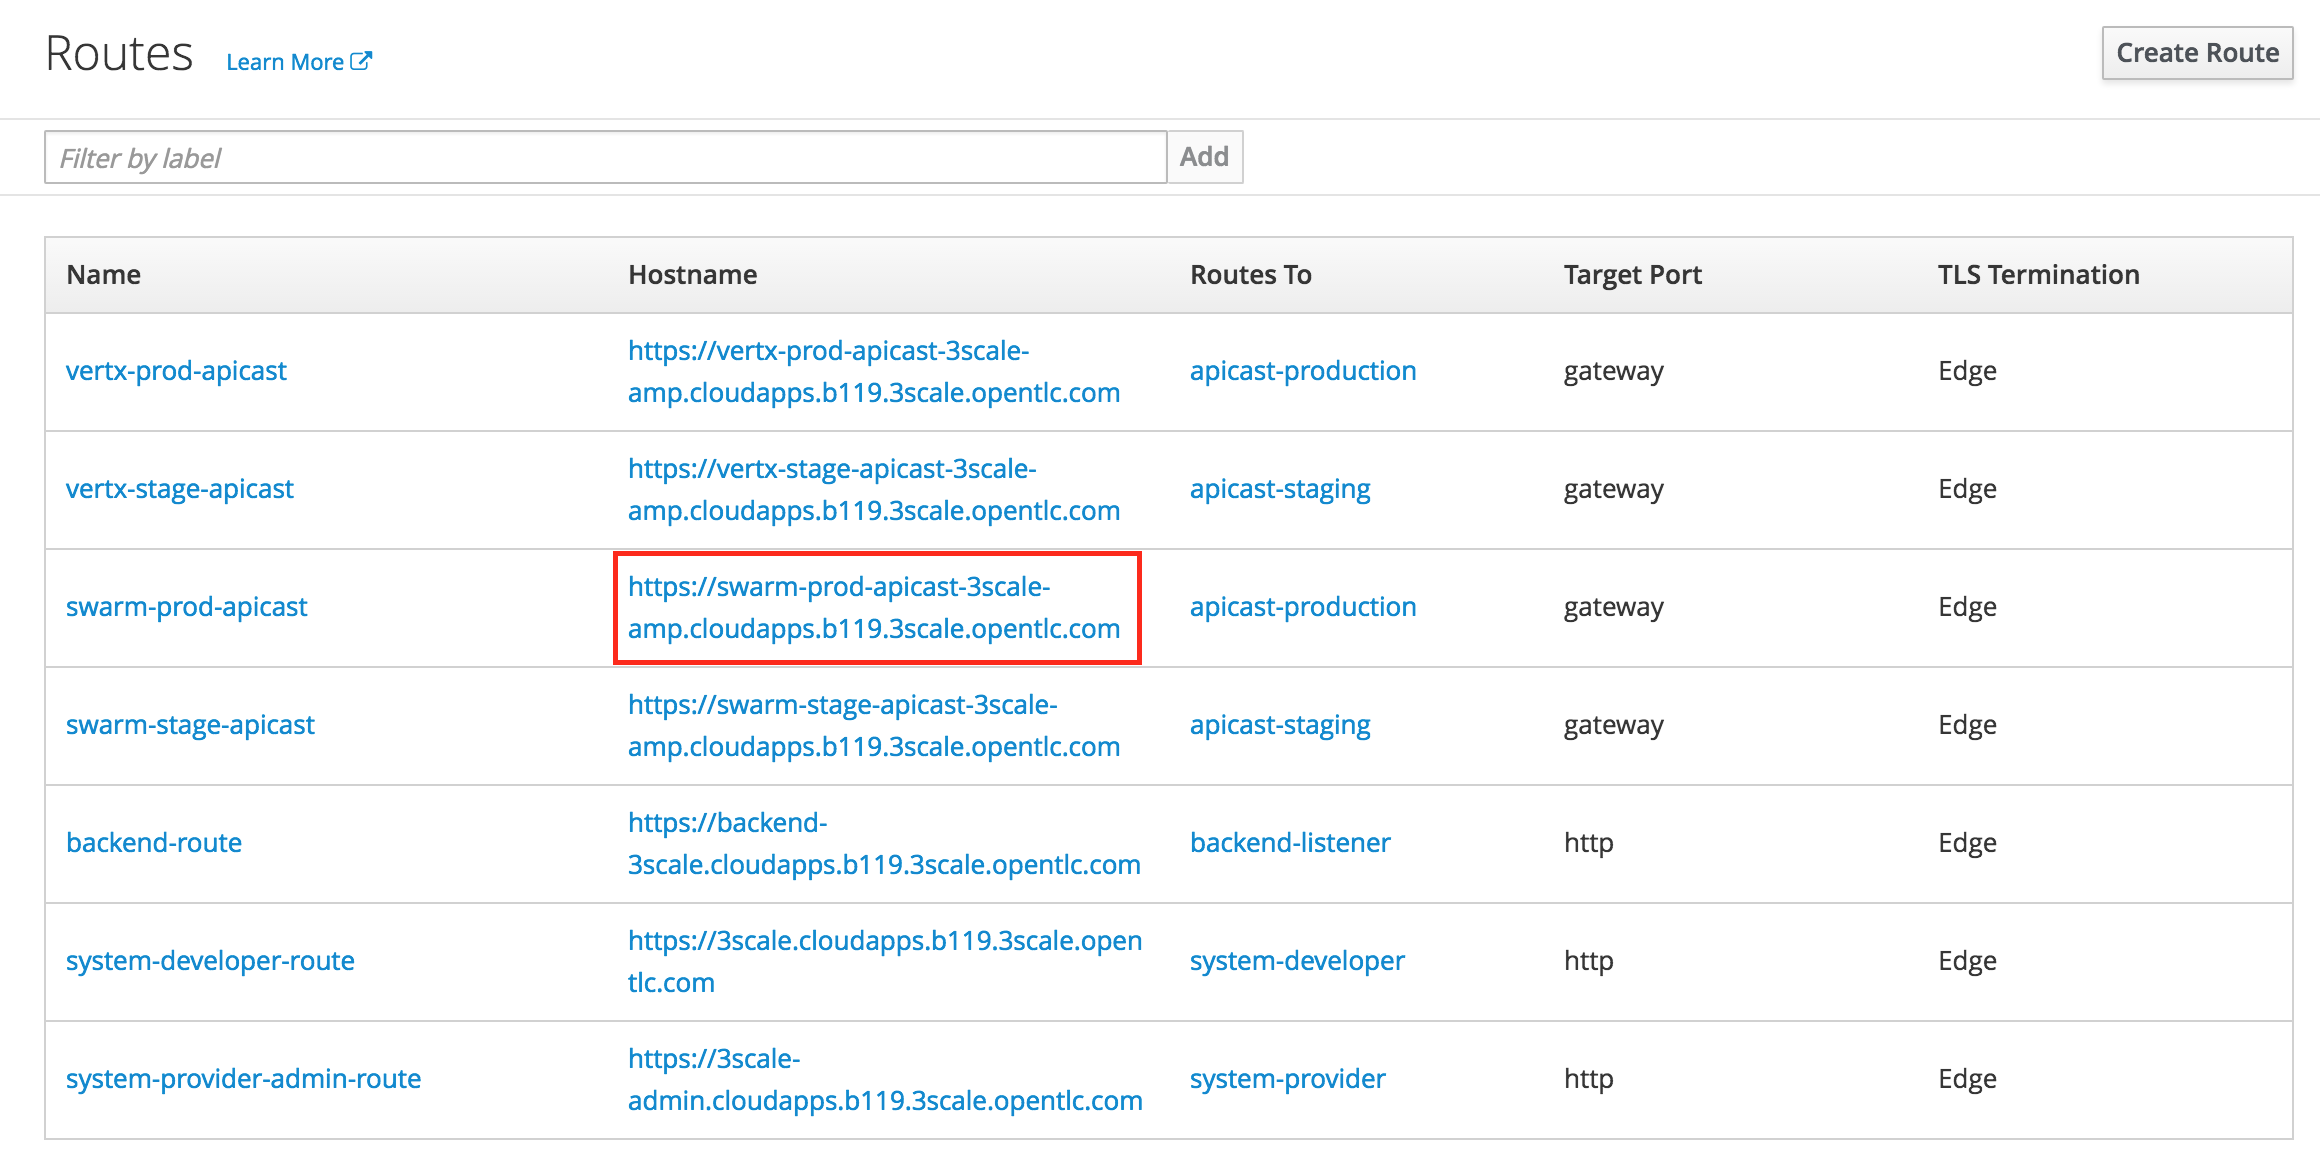 Routes Learn More
Create Route
Filter by label
Add
Name Hostname Routes To Target Port TLS Termination
vertx-prod-apicast
https://vertx-prod-apicast-3scale-
amp.cloudapps.b119.3scale.opentlc.com
apicast-production
gateway
Edge
vertx-stage-apicast
https://vertx-stage-apicast-3scale-
amp.cloudapps.b119.3scale.opentlc.com
apicast-staging
gateway
Edge
swarm-prod-apicast
https://swarm-prod-apicast-3scale-
amp.cloudapps.b119.3scale.opentlc.com
apicast-production
gateway
Edge
swarm-stage-apicast
https://swarm-stage-apicast-3scale-
amp.cloudapps.b119.3scale.opentlc.com
apicast-staging
gateway
Edge
backend-route
https://backend-
3scale.cloudapps.b119.3scale.opentlc.com
backend-listener
http
Edge
system-developer-route
https://3scale.cloudapps.b119.3scale.open
tlc.com
system-developer
http
Edge
system-provider-admin-route
https://3scale-
admin.cloudapps.b119.3scale.opentlc.com
system-provider
http
Edge